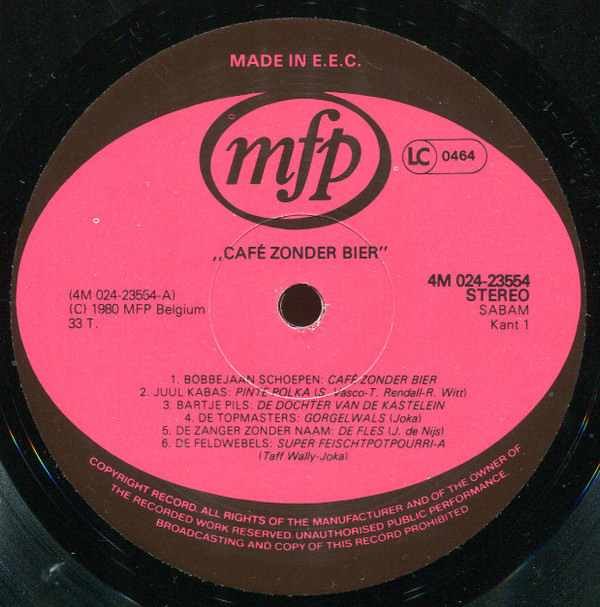 MADE IN E.E.C.
mfp
LC 0464
„CAFÉ ZONDER BIER"
(4M 024-23554-A)
(C) 1980 MFP Belgium
33 T.
4M 024-23554
STEREO
SABAM
Kant 1
1. BOBBEJAAN SCHOEPEN: CAFÉ ZONDER BIER
2. JUUL KABAS: PINTE POLKA (S. Vasco-T. Rendall-R. Witt)
3. BARTJE PILS: DE DOCHTER VAN DE KASTELEIN
4. DE TOPMASTERS: GORGELWALS (Joka)
5. DE ZANGER ZONDER NAAM: DE FLES (J. de Nijs)
6. DE FELDWEBELS: SUPER FEISCHTPOTPOURRI-A
(Taff Wally-Joka)
COPYRIGHT RECORD. ALL RIGHTS OF THE MANUFACTURER AND OF THE OWNER OF
THE RECORDED WORK RESERVED UNAUTHORISED PUBLIC PERFORMANCE.
BROADCASTING AND COPY OF THIS RECORD PROHIBITED